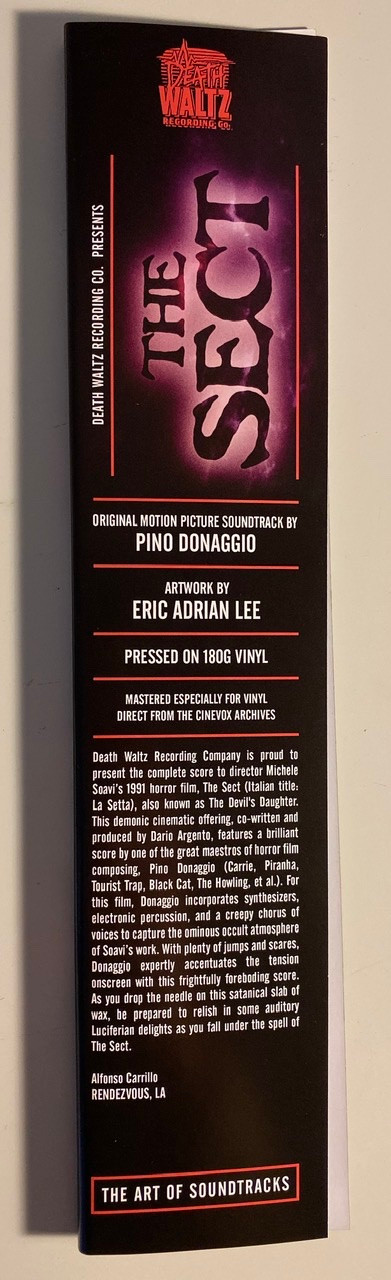 DEATH
WALTZ
RECORDING CO.
DEATH WALTZ RECORDING CO. PRESENTS
THE
SECT
ORIGINAL MOTION PICTURE SOUNDTRACK BY
PINO DONAGGIO
ARTWORK BY
ERIC ADRIAN LEE
PRESSED ON 180G VINYL
MASTERED ESPECIALLY FOR VINYL
DIRECT FROM THE CINEVOX ARCHIVES
Death Waltz Recording Company is proud to
present the complete score to director Michele
Soavi's 1991 horror film, The Sect (Italian title:
La Setta), also known as The Devil's Daughter.
This demonic cinematic offering, co-written and
produced by Dario Argento, features a brilliant
score by one of the great maestros of horror film
composing, Pino Donaggio (Carrie, Piranha,
Tourist Trap, Black Cat, The Howling, et al.). For
this film, Donaggio incorporates synthesizers,
electronic percussion, and a creepy chorus of
voices to capture the ominous occult atmosphere
of Soavi's work. With plenty of jumps and scares,
Donaggio expertly accentuates the tension
onscreen with this frightfully foreboding score.
As you drop the needle on this satanical slab of
wax, be prepared to relish in some auditory
Luciferian delights as you fall under the spell of
The Sect.
Alfonso Carrillo
RENDEZVOUS, LA
THE ART OF SOUNDTRACKS